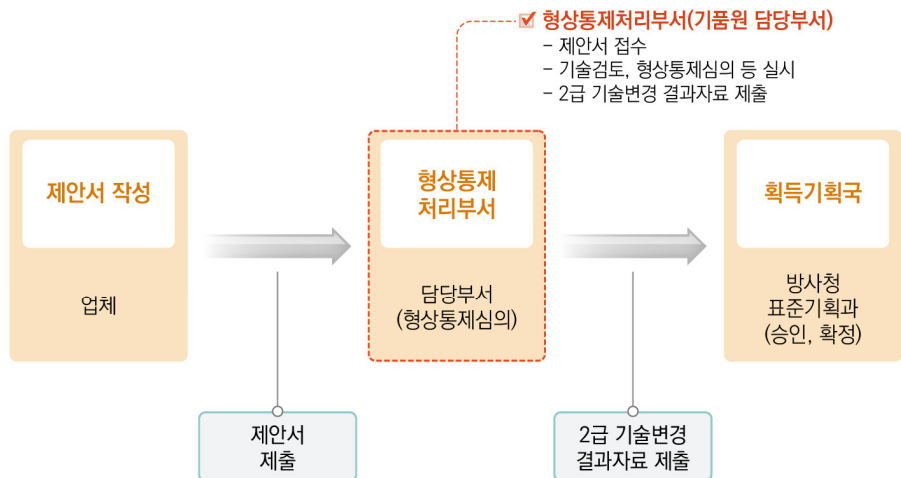 형상통제처리부서(기품원 담당부서)
- 제안서 접수
- 기술검토, 형상통제심의 등 실시
- 2급 기술변경 결과자료 제출
제안서 작성
업체
형상통제
처리부서
담당부서
(형상통제심의)
획득기획국
방사청
표준기획과
(승인, 확정)
제안서
제출
2급 기술변경
결과자료 제출